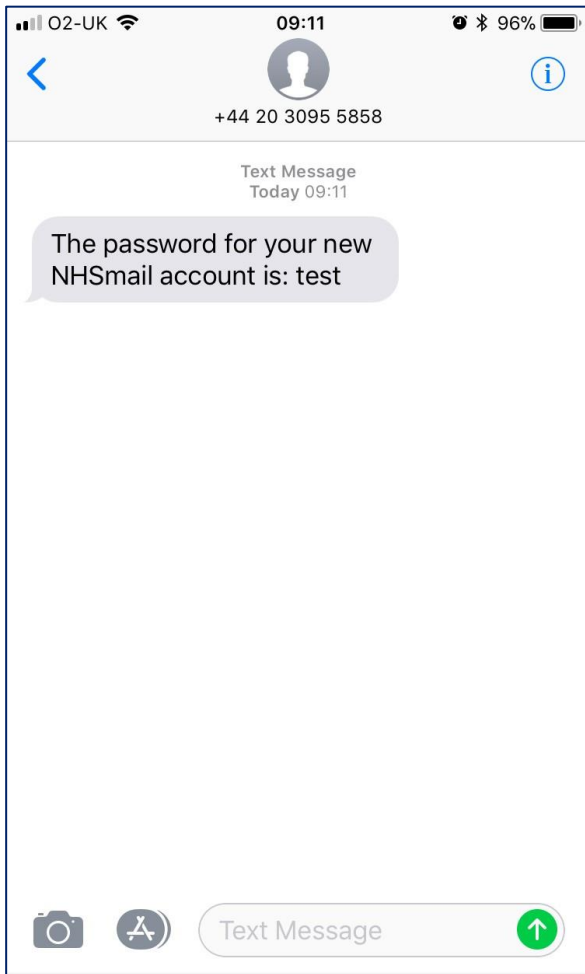 O2-UK 09:11 96%
+44 20 3095 5858
Text Message
Today 09:11
The password for your new
NHSmail account is: test
Text Message